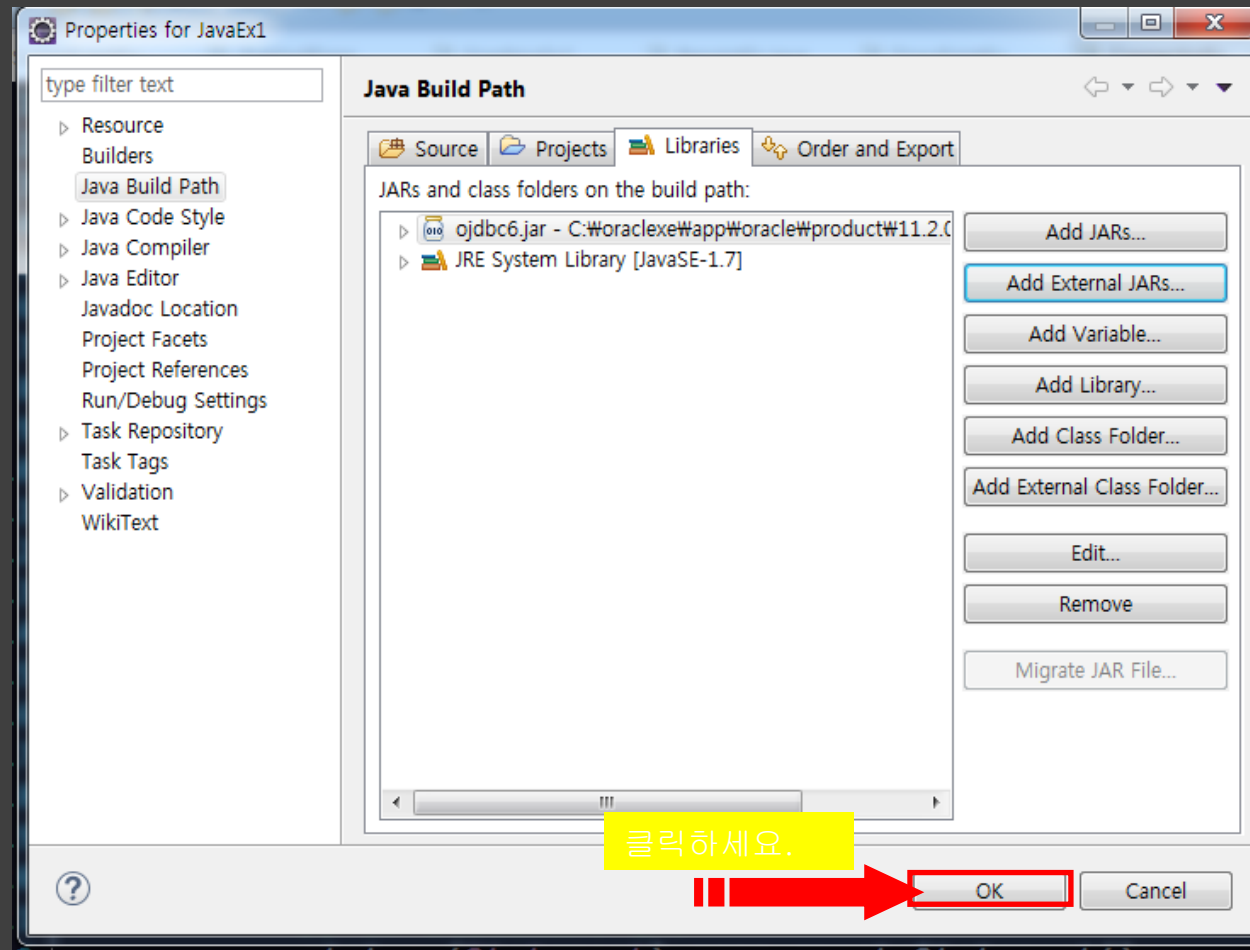 Properties for JavaEx1
type filter text
Java Build Path
Resource
Builders
Java Build Path
Java Code Style
Java Compiler
Java Editor
Javadoc Location
Project Facets
Project References
Run/Debug Settings
Task Repository
Task Tags
Validation
WikiText
Source
Projects
Libraries
Order and Export
JARs and class folders on the build path:
ojdbc6.jar - C:₩oraclexe₩app₩oracle₩product₩11.2.0
JRE System Library [JavaSE-1.7]
Add JARs...
Add External JARs...
Add Variable...
Add Library...
Add Class Folder...
Add External Class Folder...
Edit...
Remove
Migrate JAR File...
클릭하세요.
OK
Cancel